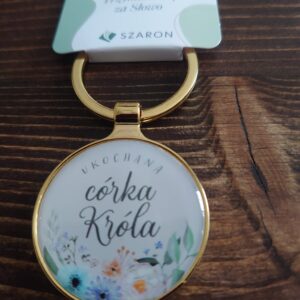 za Słowo
SZARON
UKOCHANA
córka
Króla